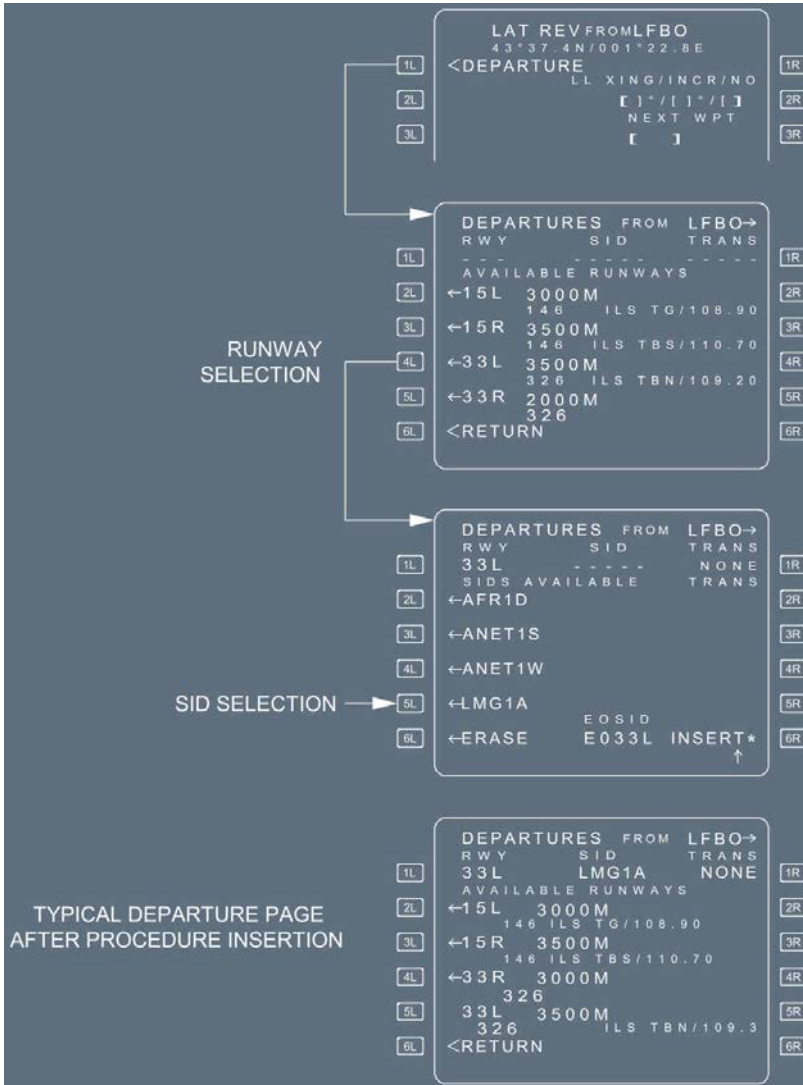 LAT REV FROM LFBO
43°37.4N/001°22.8E
1L <DEPARTURE 1R
LL XING/INCR/NO
2L [ ]°/[ ]°/[ ] 2R
NEXT WPT
3L [ ] 3R
DEPARTURES FROM LFBO→
RWY SID TRANS
1L --- ----- ----- 1R
AVAILABLE RUNWAYS
2L ←15L 3000M 2R
146 ILS TG/108.90
3L ←15R 3500M 3R
146 ILS TBS/110.70
RUNWAY
SELECTION
4L ←33L 3500M 4R
326 ILS TBN/109.20
5L ←33R 2000M 5R
326
6L <RETURN 6R
DEPARTURES FROM LFBO→
RWY SID TRANS
1L 33L ----- NONE 1R
SIDS AVAILABLE TRANS
2L ←AFR1D 2R
3L ←ANET1S 3R
4L ←ANET1W 4R
SID SELECTION 5L ←LMG1A 5R
EOSID
6L ←ERASE E033L INSERT* 6R
↑
DEPARTURES FROM LFBO→
RWY SID TRANS
1L 33L LMG1A NONE 1R
AVAILABLE RUNWAYS
TYPICAL DEPARTURE PAGE
AFTER PROCEDURE INSERTION
2L ←15L 3000M 2R
146 ILS TG/108.90
3L ←15R 3500M 3R
146 ILS TBS/110.70
4L ←33R 3000M 4R
326
5L 33L 3500M 5R
326 ILS TBN/109.3
6L <RETURN 6R